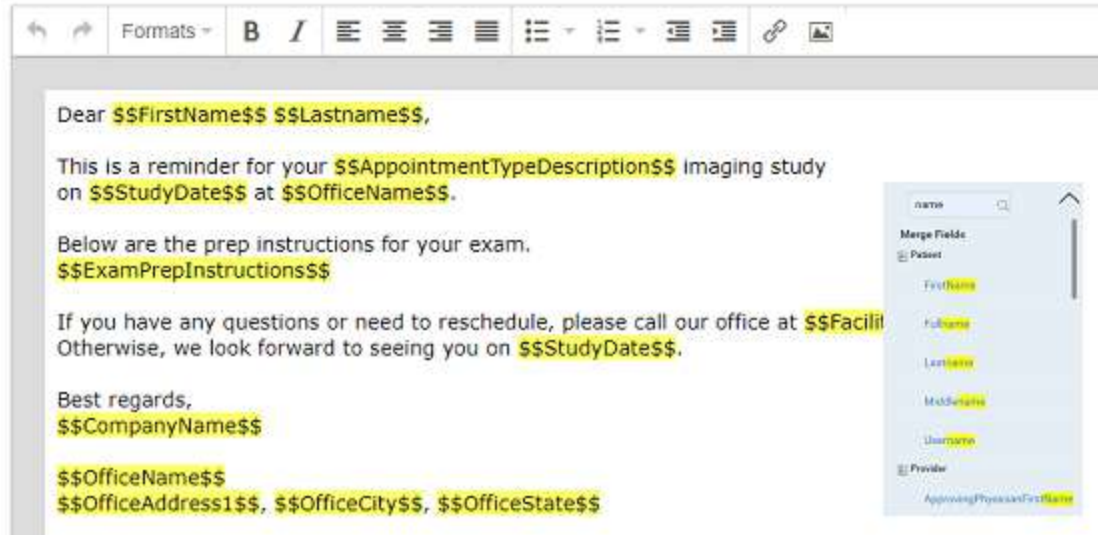 Formats
Dear $$FirstName$$ $$Lastname$$,
This is a reminder for your $$AppointmentTypeDescription$$ imaging study
on $$StudyDate$$ at $$OfficeName$$.
Below are the prep instructions for your exam.
$$ExamPrepInstructions$$
If you have any questions or need to reschedule, please call our office at $$Facilit
Otherwise, we look forward to seeing you on $$StudyDate$$.
Best regards,
$$CompanyName$$
$$OfficeName$$
$$OfficeAddress1$$, $$OfficeCity$$, $$OfficeState$$
name
Merge Fields
Patient
FirstName
Fullname
Lastname
Middlename
Username
Provider
ApprovingPhysicianFirstName